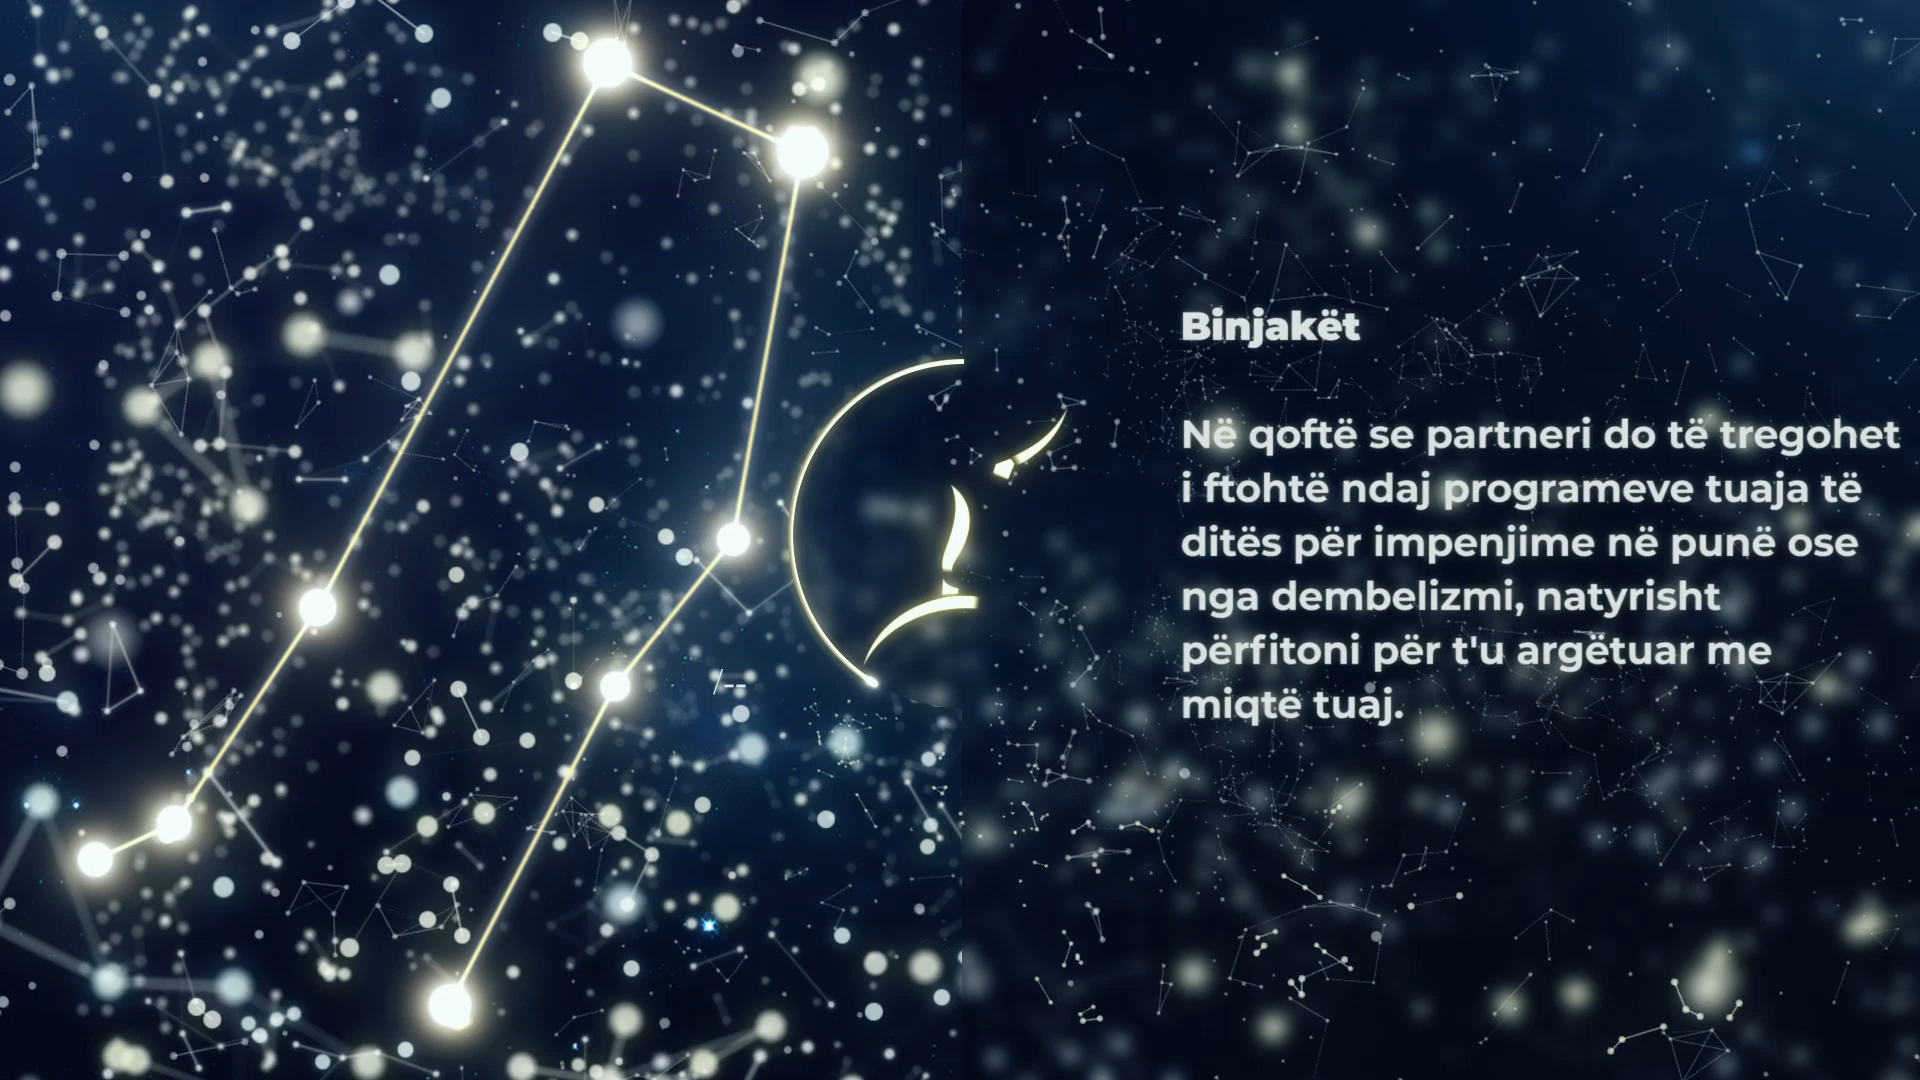 Binjakët
Në qoftë se partneri do të tregohet
i ftohtë ndaj programeve tuaja të
ditës për impenjime në punë ose
nga dembelizmi, natyrisht
përfitoni për t'u argëtuar me
miqtë tuaj.
/--